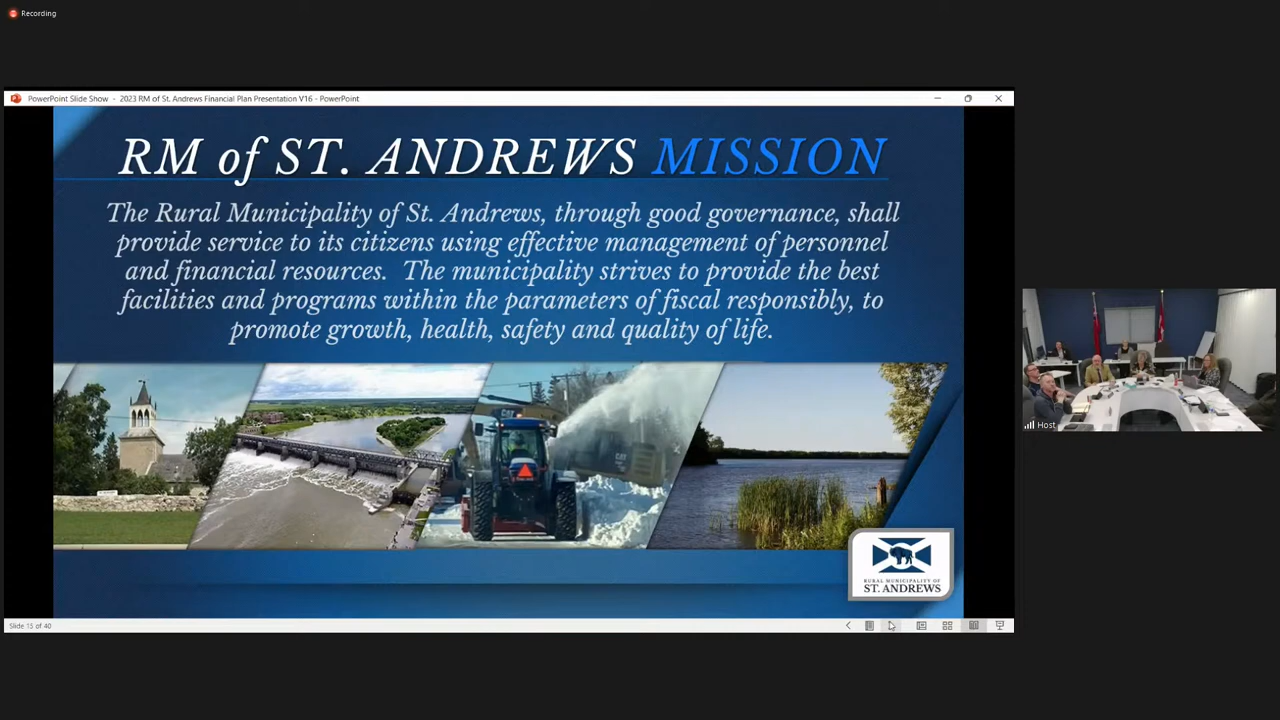 Recording
PowerPoint Slide Show - 2023 RM of St. Andrews Financial Plan Presentation V16 - PowerPoint
RM of ST. ANDREWS MISSION
The Rural Municipality of St. Andrews, through good governance, shall
provide service to its citizens using effective management of personnel
and financial resources. The municipality strives to provide the best
facilities and programs within the parameters of fiscal responsibly, to
promote growth, health, safety and quality of life.
CAT
RURAL MUNICIPALITY OF
ST. ANDREWS
Slide 15 of 40
Host